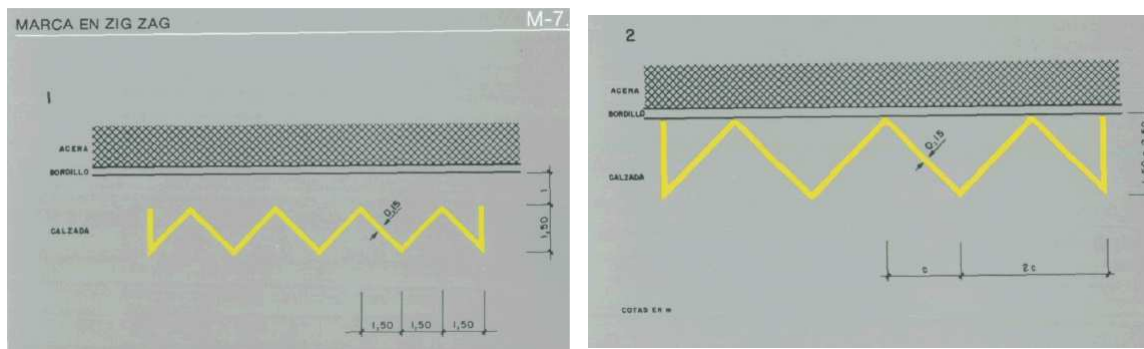 MARCA EN ZIG ZAG
M-7.
1
ACERA
BORDILLO
CALZADA
0,15
1
1,50
1,50
1,50
1,50
2
ACERA
BORDILLO
CALZADA
0,15
c
2c
COTAS EN m